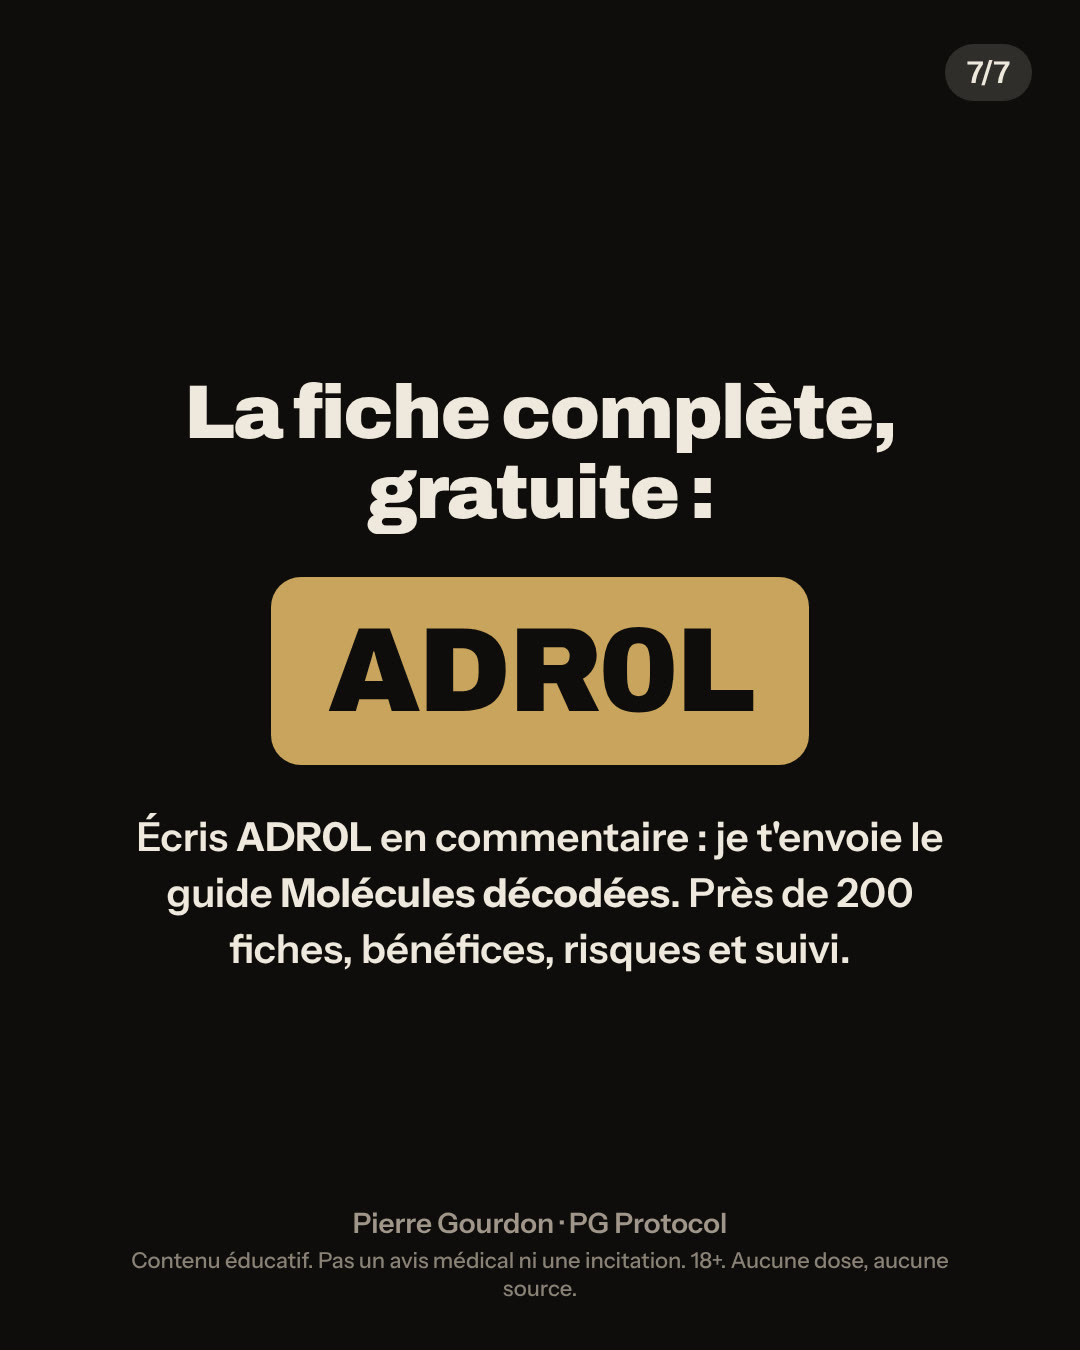 7/7
La fiche complète,
gratuite :
ADR0L
Écris ADR0L en commentaire : je t'envoie le
guide Molécules décodées. Près de 200
fiches, bénéfices, risques et suivi.
Pierre Gourdon · PG Protocol
Contenu éducatif. Pas un avis médical ni une incitation. 18+. Aucune dose, aucune
source.